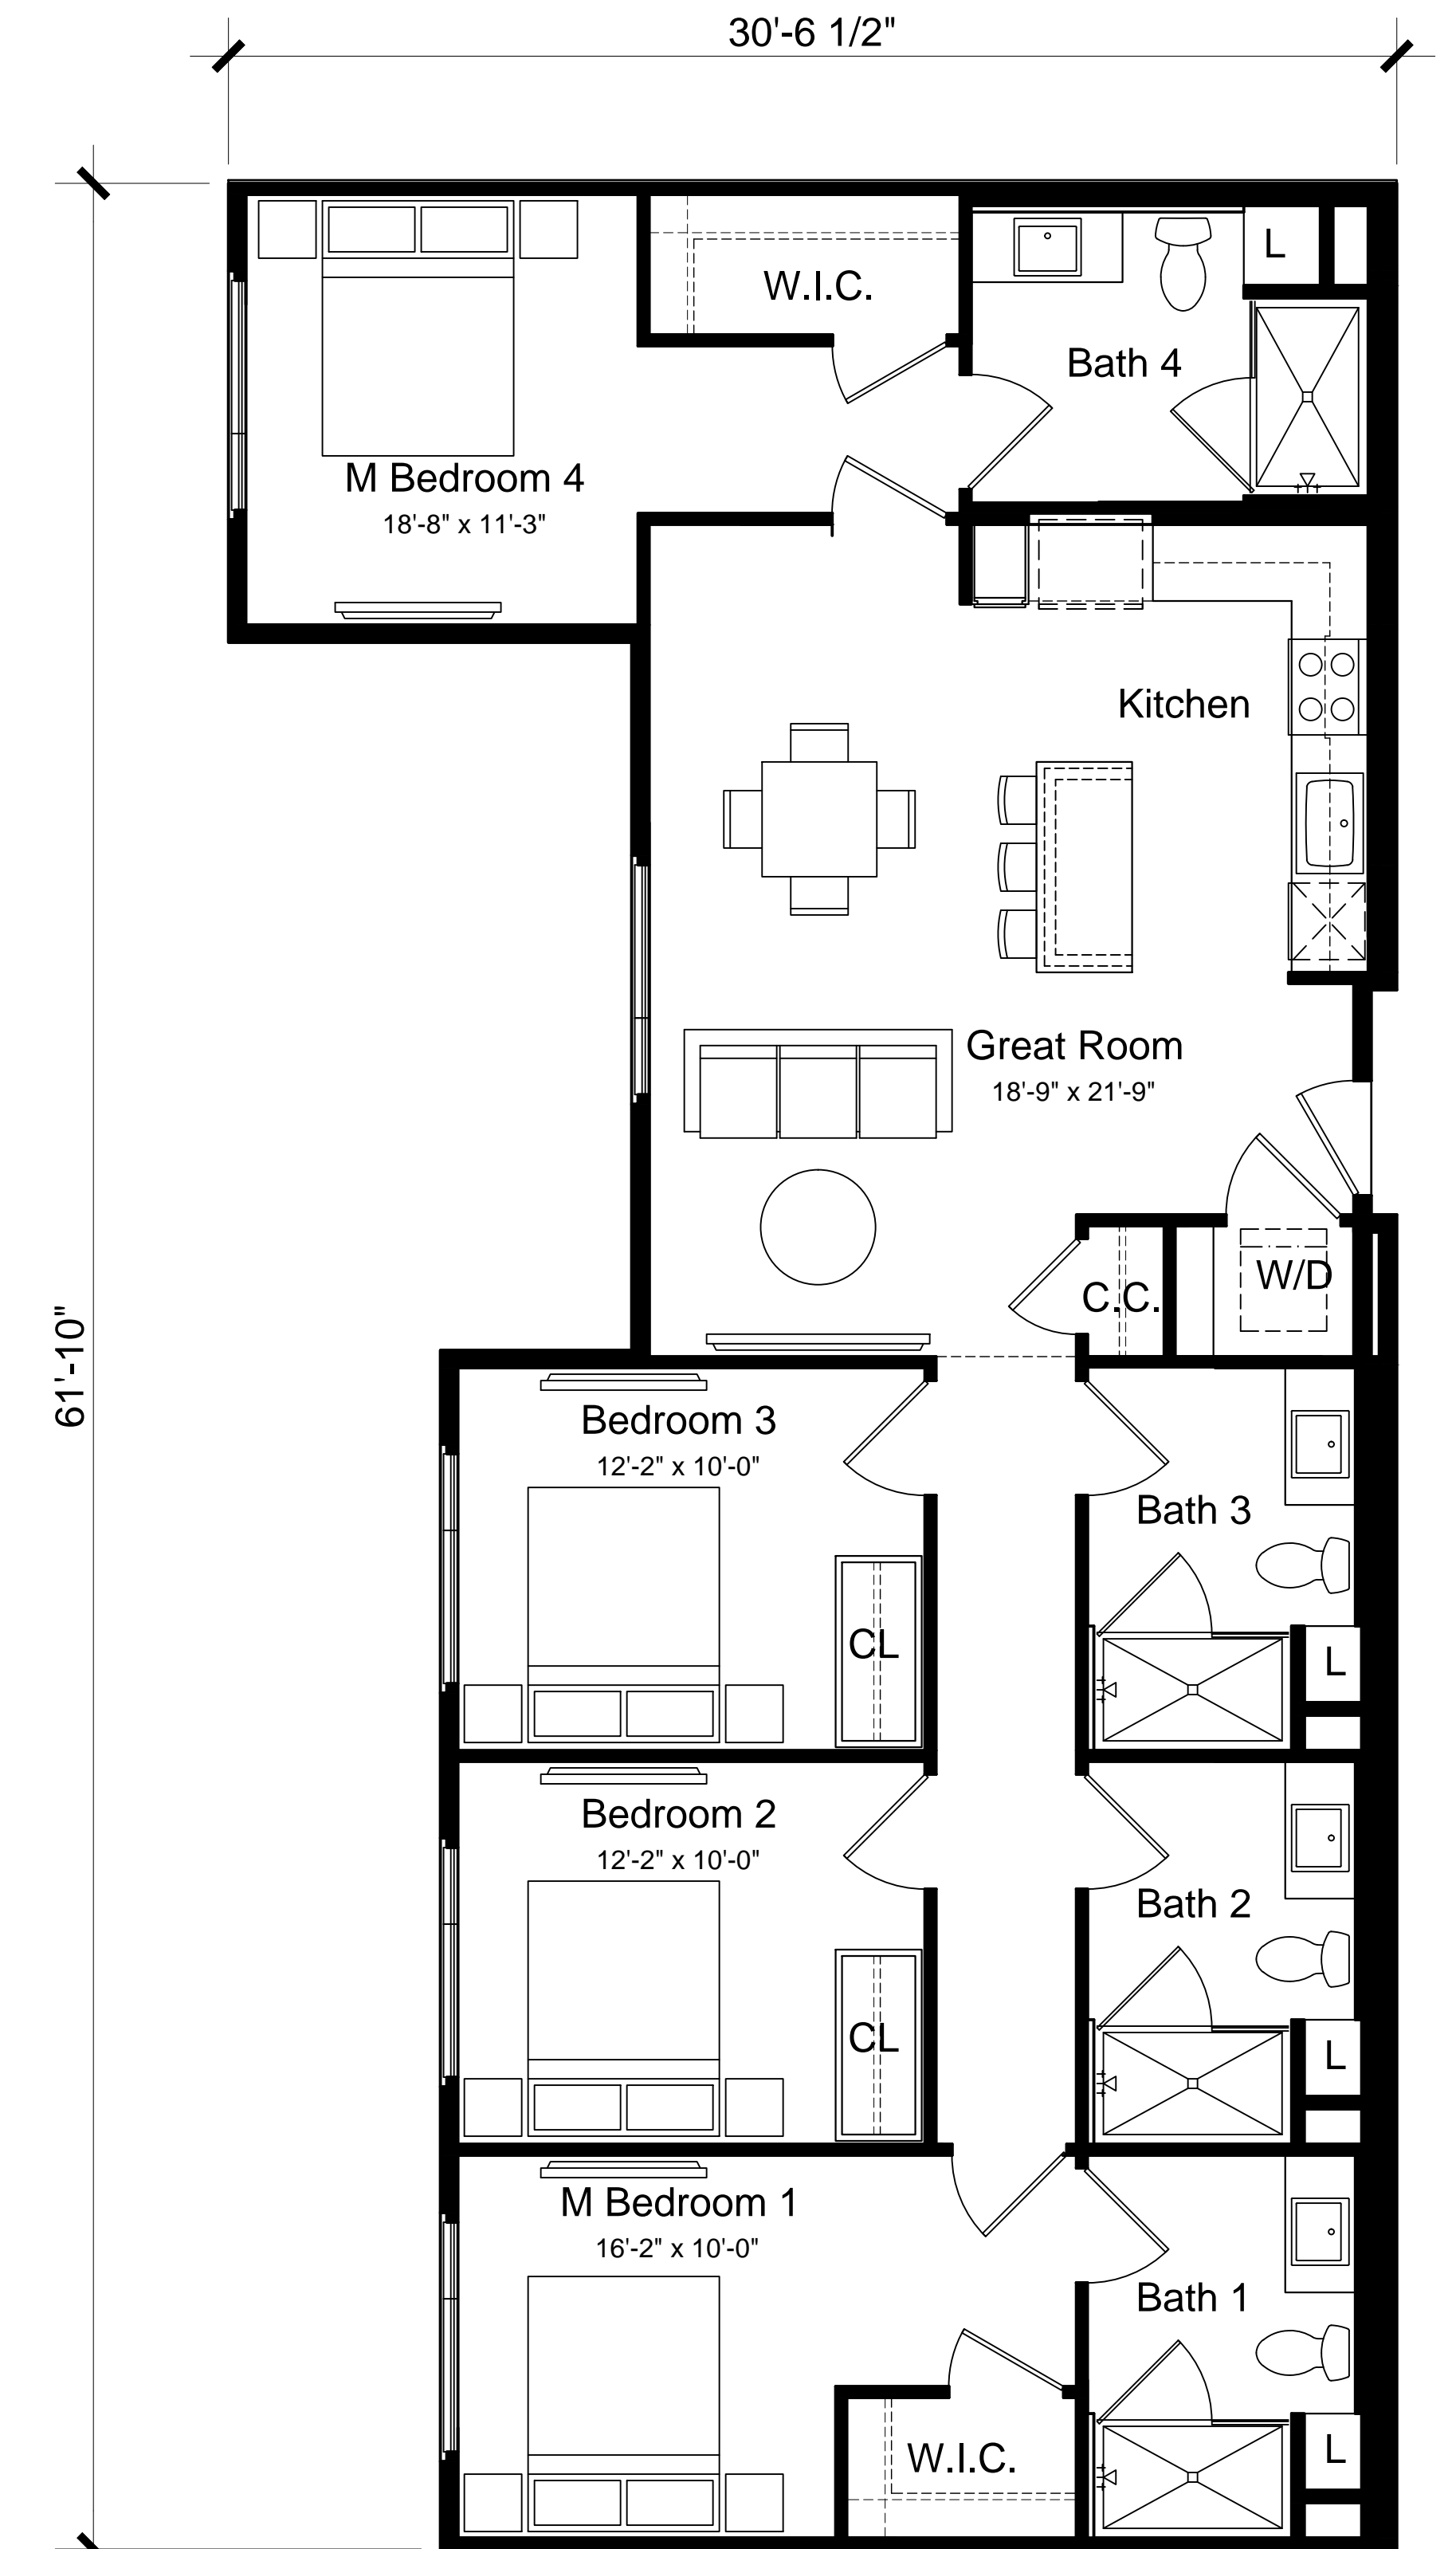 30'-6 1/2"
W.I.C.
L
Bath 4
M Bedroom 4
18'-8" x 11'-3"
Kitchen
Great Room
18'-9" x 21'-9"
W/D
C.C.
61'-10"
Bedroom 3
12'-2" x 10'-0"
Bath 3
CL
L
Bedroom 2
12'-2" x 10'-0"
Bath 2
CL
L
M Bedroom 1
16'-2" x 10'-0"
Bath 1
W.I.C.
L